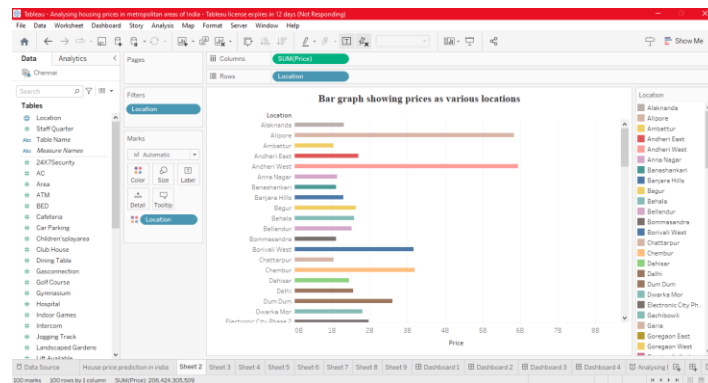 Tableau - Analysing housing prices in metropolitan areas of India - Tableau license expires in 12 days (Not Responding)
File Data Worksheet Dashboard Story Analysis Map Format Server Window Help
Show Me
Data Analytics
Chennai
Search
Tables
Location
Staff Quarter
Abc Table Name
Abc Measure Names
24X7Security
AC
Area
ATM
BED
Cafeteria
Car Parking
Children'splayarea
Club House
Dining Table
Gasconnection
Golf Course
Gymnasium
Hospital
Indoor Games
Intercom
Jogging Track
Landscaped Gardens
Lift Available
Pages
Filters
Location
Marks
Automatic
Color Size Label
Detail Tooltip
Location
Columns SUM(Price)
Rows Location
Bar graph showing prices as various locations
Location
Alaknanda
Alipore
Ambattur
Andheri East
Andheri West
Anna Nagar
Banashankari
Banjara Hills
Begur
Behala
Bellandur
Bommasandra
Borivali West
Chattarpur
Chembur
Dahisar
Delhi
Dum Dum
Dwarka Mor
Electronic City Phase 2
0B 1B 2B 3B 4B 5B 6B 7B 8B 9B
Price
Location
Alaknanda
Alipore
Ambattur
Andheri East
Andheri West
Anna Nagar
Banashankari
Banjara Hills
Begur
Behala
Bellandur
Bommasandra
Borivali West
Chattarpur
Chembur
Dahisar
Delhi
Dum Dum
Dwarka Mor
Electronic City Ph..
Gachibowli
Garia
Goregaon East
Goregaon West
Data Source House price prediction in india Sheet 2 Sheet 3 Sheet 4 Sheet 5 Sheet 6 Sheet 7 Sheet 8 Sheet 9 Dashboard 1 Dashboard 2 Dashboard 3 Dashboard 4 Analysing
100 marks 100 rows by 1 column SUM(Price): 206,424,305,509